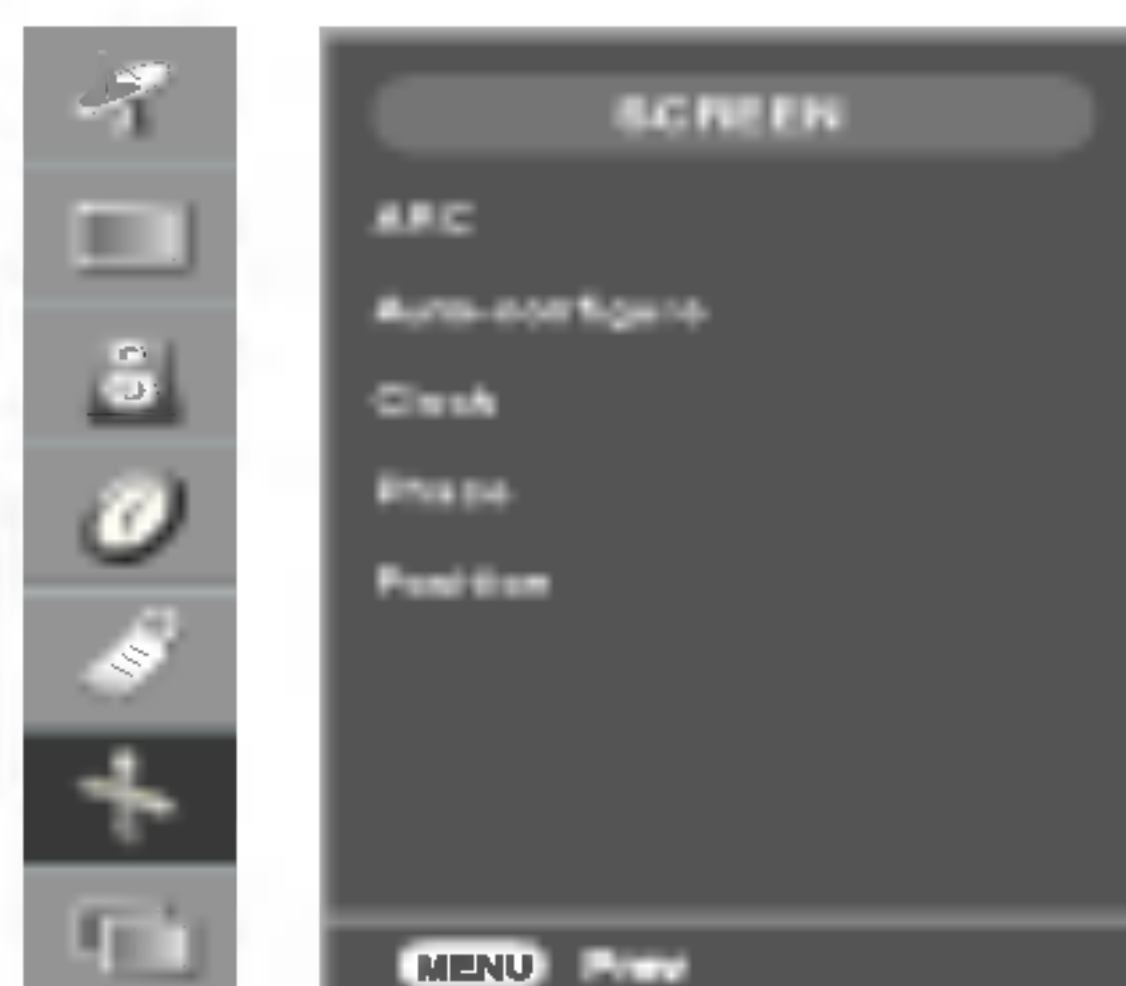 SCREEN
ARC
Auto-configure
Clock
Phase
Position
MENU Prev